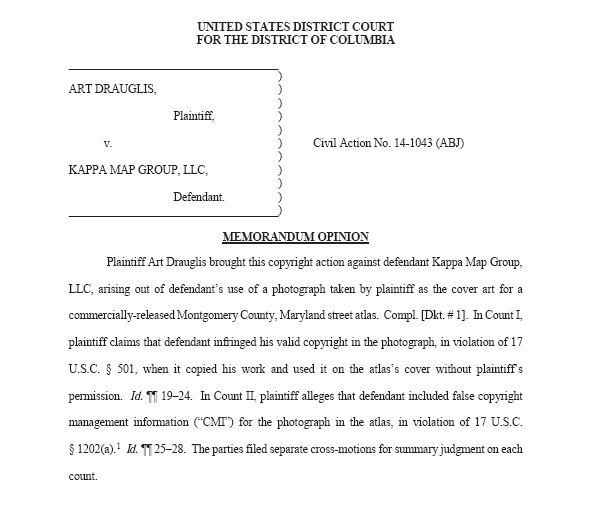 UNITED STATES DISTRICT COURT
FOR THE DISTRICT OF COLUMBIA
ART DRAUGLIS,
Plaintiff,
v.
Civil Action No. 14-1043 (ABJ)
KAPPA MAP GROUP, LLC,
Defendant.
MEMORANDUM OPINION
Plaintiff Art Drauglis brought this copyright action against defendant Kappa Map Group,
LLC, arising out of defendant's use of a photograph taken by plaintiff as the cover art for a
commercially-released Montgomery County, Maryland street atlas. Compl. [Dkt. # 1]. In Count I,
plaintiff claims that defendant infringed his valid copyright in the photograph, in violation of 17
U.S.C. § 501, when it copied his work and used it on the atlas's cover without plaintiff's
permission. Id. ¶¶ 19–24. In Count II, plaintiff alleges that defendant included false copyright
management information ("CMI") for the photograph in the atlas, in violation of 17 U.S.C.
§ 1202(a).¹ Id. ¶¶ 25–28. The parties filed separate cross-motions for summary judgment on each
count.